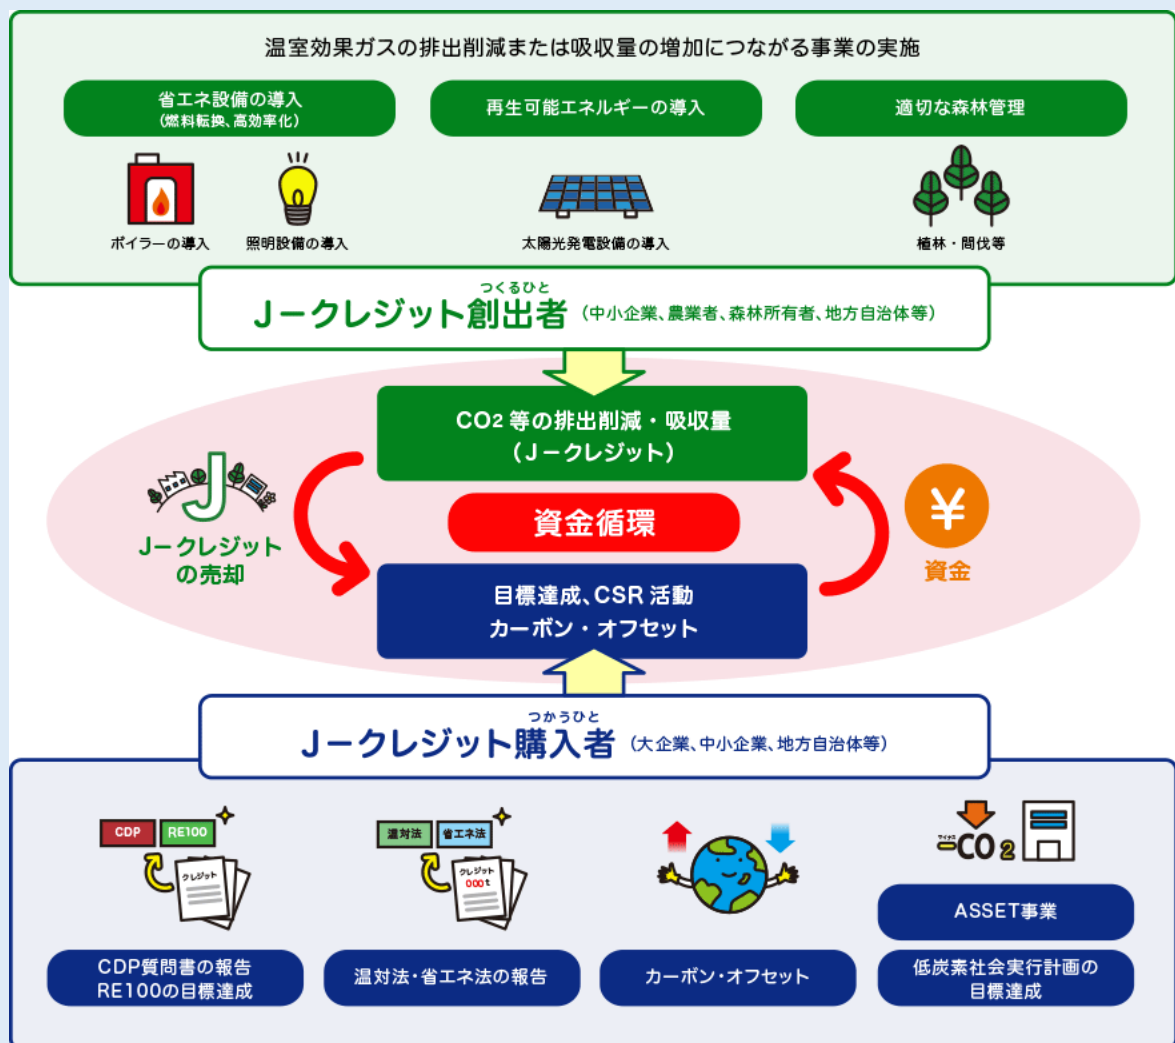 温室効果ガスの排出削減または吸収量の増加につながる事業の実施
省エネ設備の導入
(燃料転換、高効率化)
再生可能エネルギーの導入
適切な森林管理
ボイラーの導入
照明設備の導入
太陽光発電設備の導入
植林・間伐等
つくるひと
J−クレジット創出者
(中小企業、農業者、森林所有者、地方自治体等)
CO2 等の排出削減・吸収量
(J−クレジット)
J
J−クレジット
の売却
資金循環
¥
資金
目標達成、CSR 活動
カーボン・オフセット
つかうひと
J−クレジット購入者
(大企業、中小企業、地方自治体等)
CDP
RE100
クレジット
CDP質問書の報告
RE100の目標達成
温対法
省エネ法
クレジット
000t
温対法・省エネ法の報告
カーボン・オフセット
マイナス
−CO2
ASSET事業
低炭素社会実行計画の
目標達成